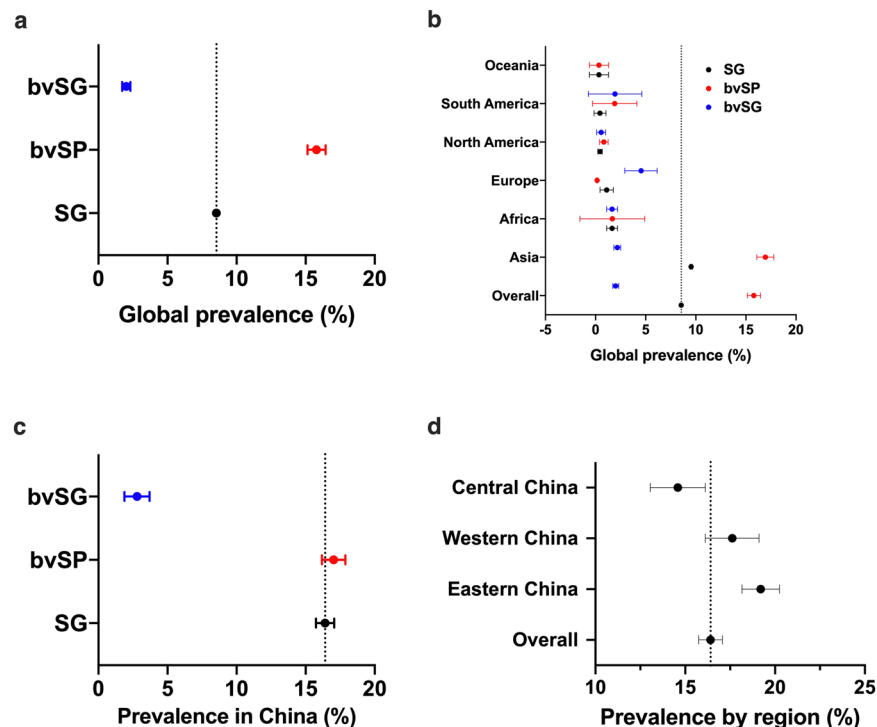 a
bvSG
bvSP
SG
0 5 10 15 20
Global prevalence (%)
b
Oceania
South America
North America
Europe
Africa
Asia
Overall
SG
bvSP
bvSG
-5 0 5 10 15 20
Global prevalence (%)
c
bvSG
bvSP
SG
0 5 10 15 20
Prevalence in China (%)
d
Central China
Western China
Eastern China
Overall
10 15 20 25
Prevalence by region (%)